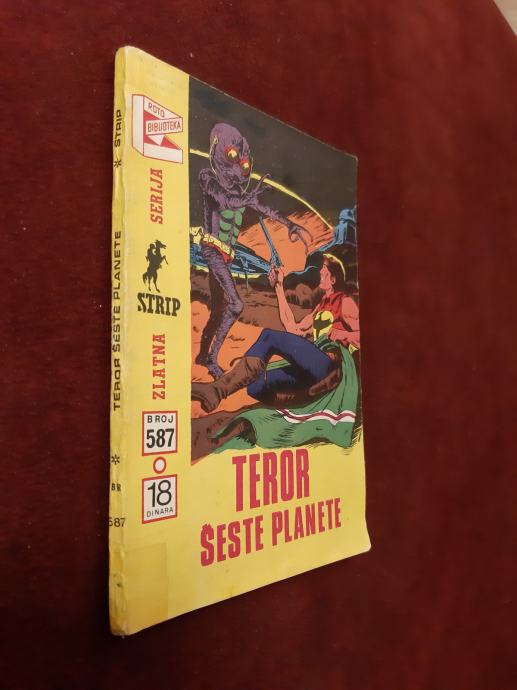 STRIP
*
TEROR ŠESTE PLANETE
*
BR
587
ROTO
BIBLIOTEKA
ZLATNA SERIJA
STRIP
BROJ
587
18
DINARA
TEROR
ŠESTE PLANETE